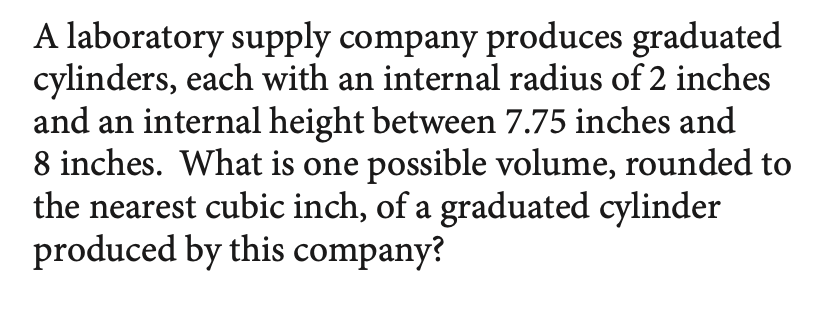 A laboratory supply company produces graduated
cylinders, each with an internal radius of 2 inches
and an internal height between 7.75 inches and
8 inches.  What is one possible volume, rounded to
the nearest cubic inch, of a graduated cylinder
produced by this company?